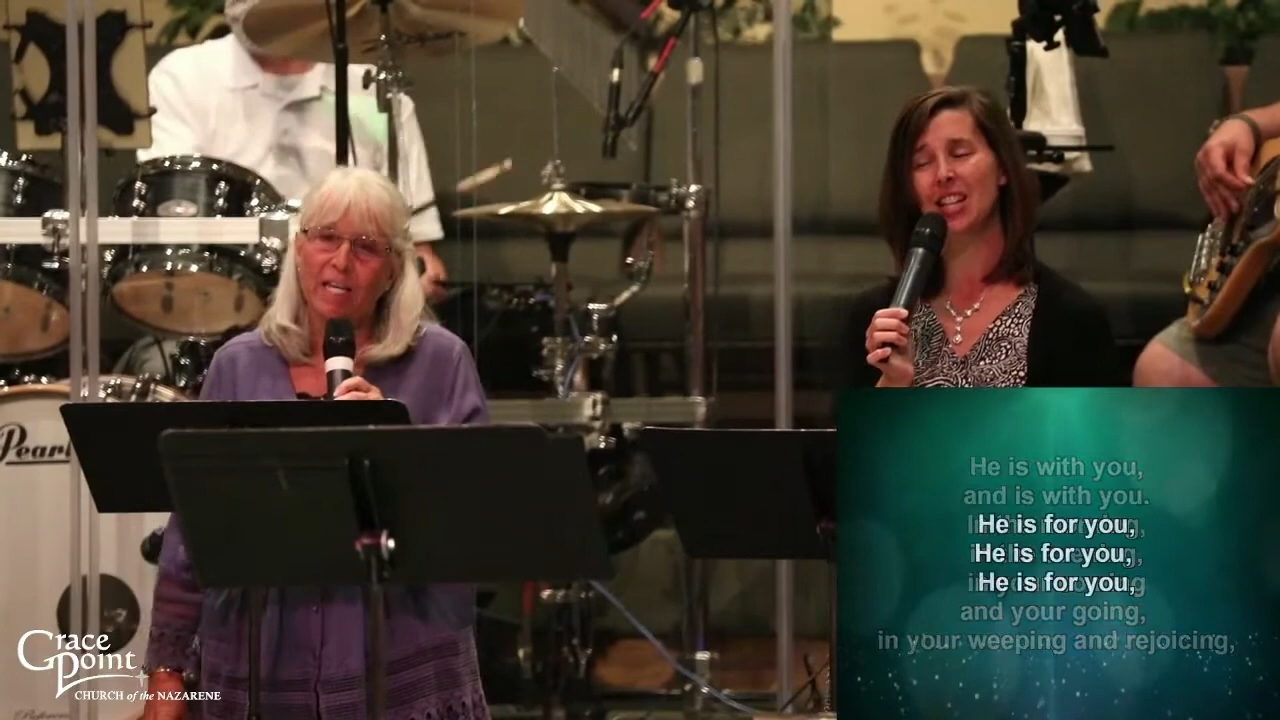 Pearl
He is with you,
and is with you.
He is for you,
He is for you,
He is for you,
and your going,
in your weeping and rejoicing,
Grace
Point
CHURCH of the NAZARENE